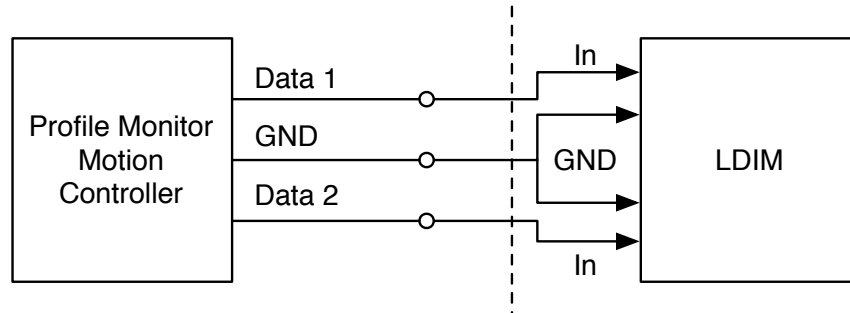 Profile Monitor
Motion
Controller
Data 1
GND
Data 2
In
GND
In
LDIM